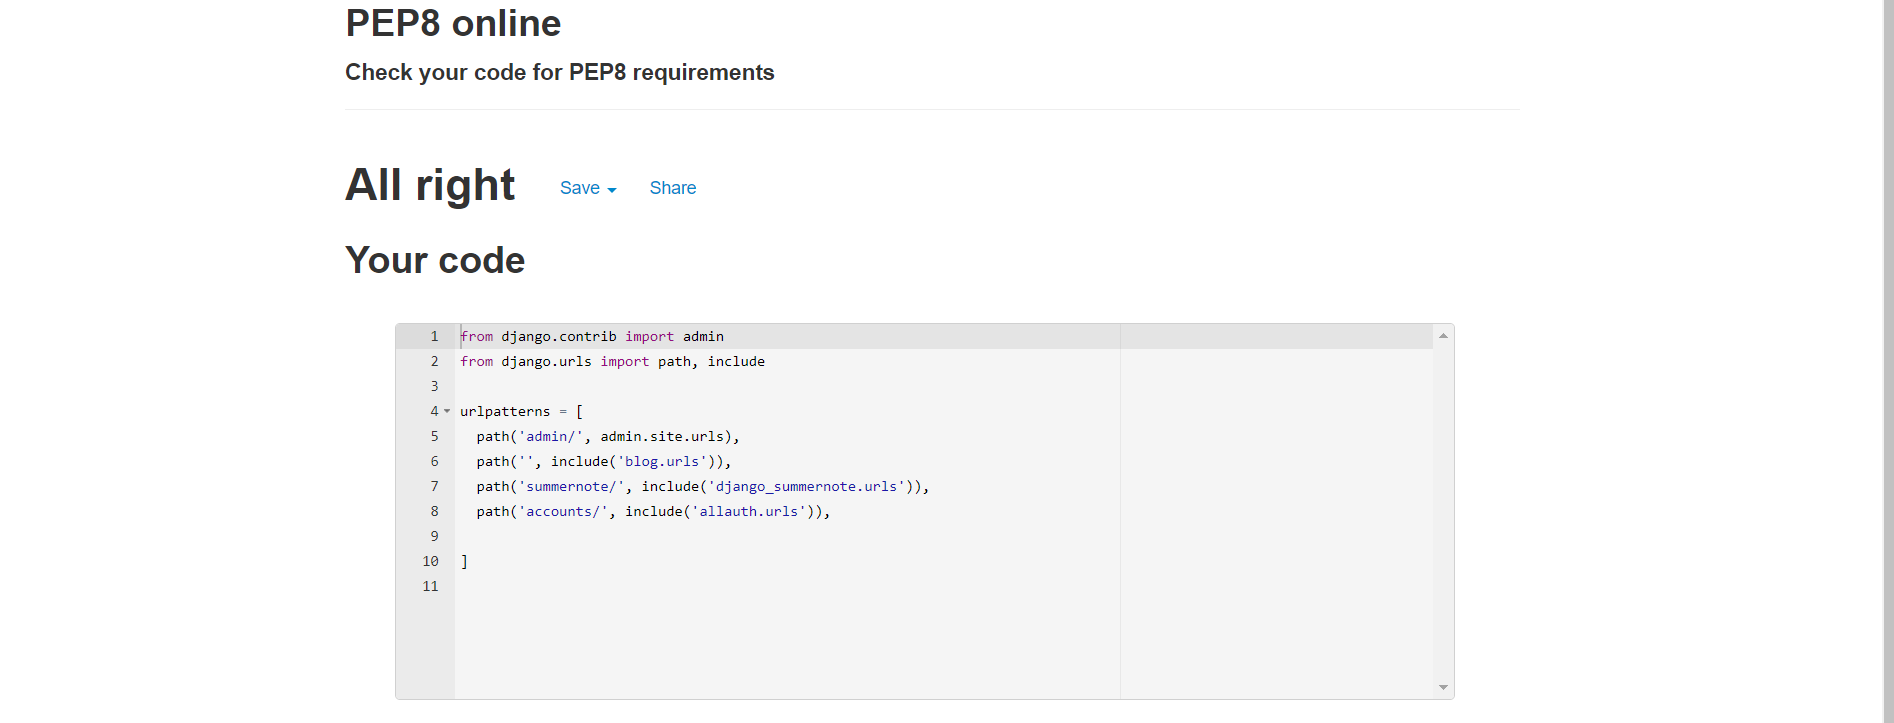 PEP8 online
Check your code for PEP8 requirements
All right Save Share
Your code
1 from django.contrib import admin
2 from django.urls import path, include
3
4 urlpatterns = [
5   path('admin/', admin.site.urls),
6   path('', include('blog.urls')),
7   path('summernote/', include('django_summernote.urls')),
8   path('accounts/', include('allauth.urls')),
9
10 ]
11